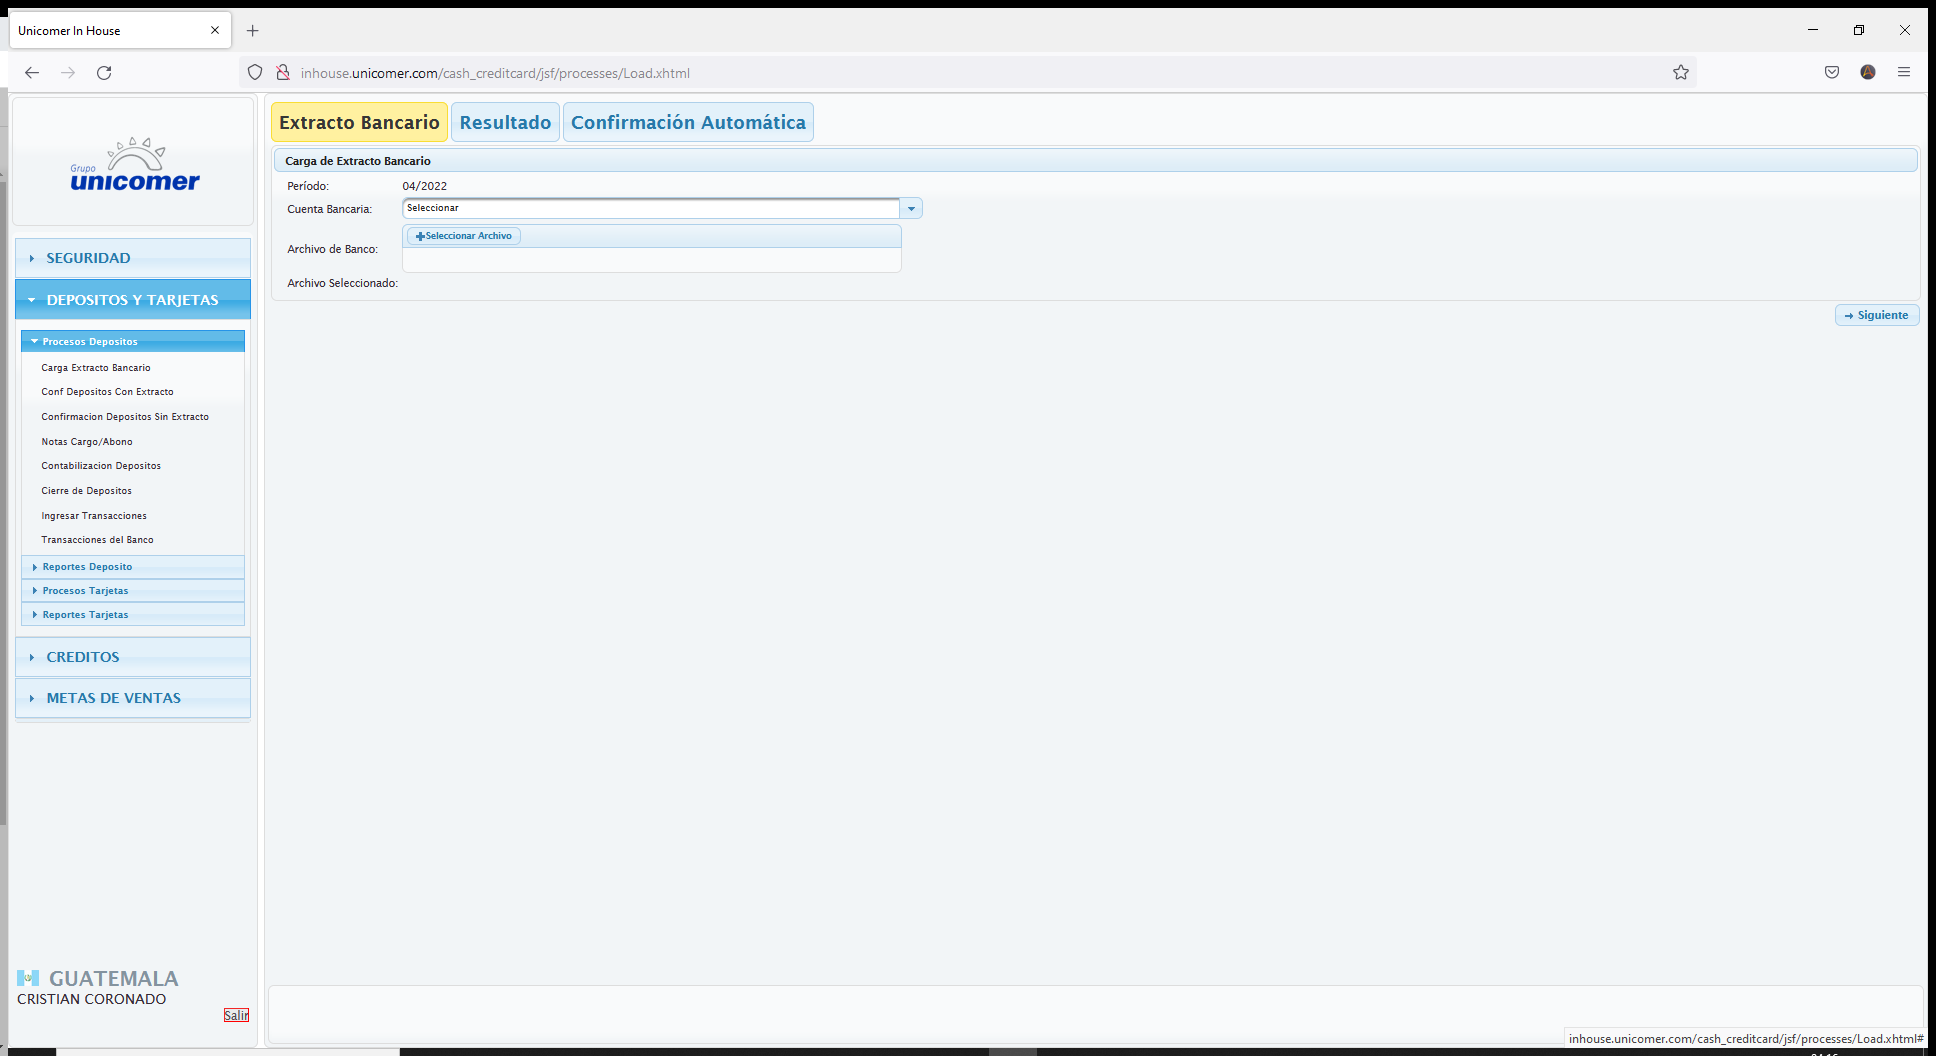 Unicomer In House
inhouse.unicomer.com/cash_creditcard/jsf/processes/Load.xhtml
Grupo
unicomer
SEGURIDAD
DEPOSITOS Y TARJETAS
Procesos Depositos
Carga Extracto Bancario
Conf Depositos Con Extracto
Confirmacion Depositos Sin Extracto
Notas Cargo/Abono
Contabilizacion Depositos
Cierre de Depositos
Ingresar Transacciones
Transacciones del Banco
Reportes Deposito
Procesos Tarjetas
Reportes Tarjetas
CREDITOS
METAS DE VENTAS
GUATEMALA
CRISTIAN CORONADO
Salir
Extracto Bancario Resultado Confirmación Automática
Carga de Extracto Bancario
Período: 04/2022
Cuenta Bancaria: Seleccionar
Seleccionar Archivo
Archivo de Banco:
Archivo Seleccionado:
Siguiente
inhouse.unicomer.com/cash_creditcard/jsf/processes/Load.xhtml#